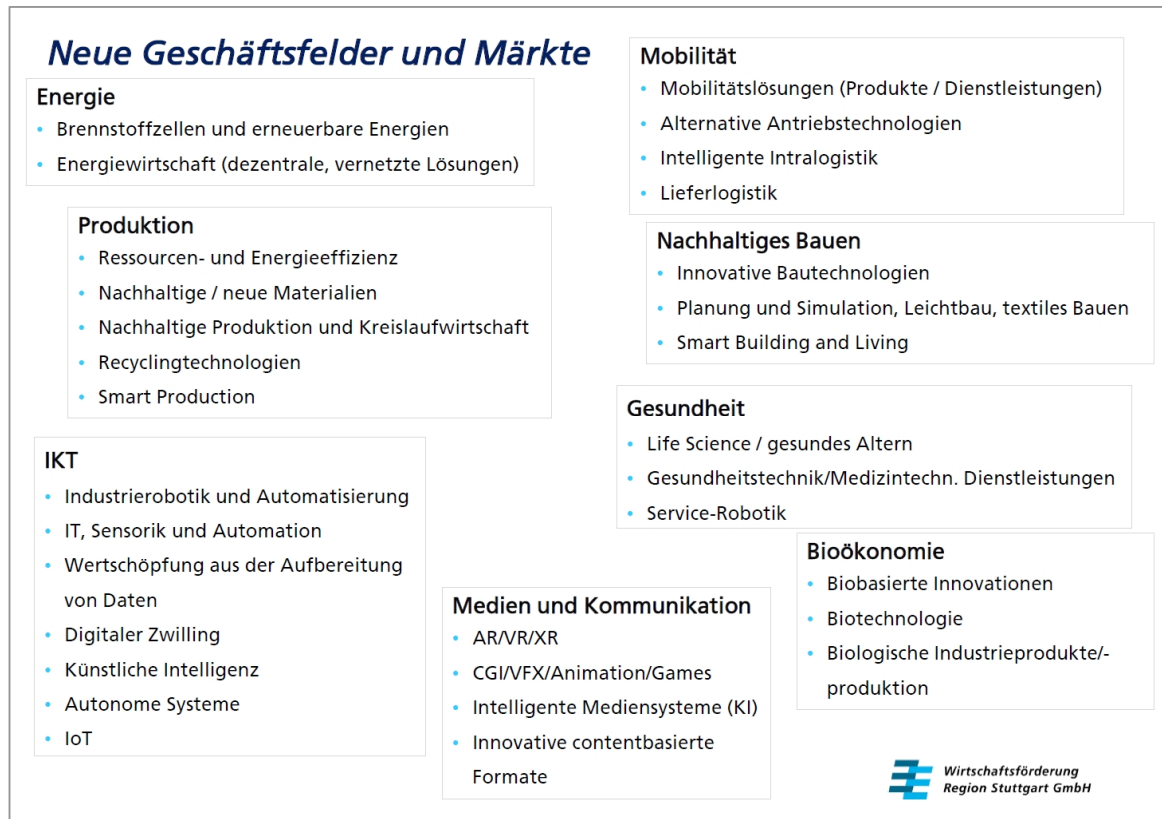 Neue Geschäftsfelder und Märkte
Energie
• Brennstoffzellen und erneuerbare Energien
• Energiewirtschaft (dezentrale, vernetzte Lösungen)
Produktion
• Ressourcen- und Energieeffizienz
• Nachhaltige / neue Materialien
• Nachhaltige Produktion und Kreislaufwirtschaft
• Recyclingtechnologien
• Smart Production
IKT
• Industrierobotik und Automatisierung
• IT, Sensorik und Automation
• Wertschöpfung aus der Aufbereitung
von Daten
• Digitaler Zwilling
• Künstliche Intelligenz
• Autonome Systeme
• IoT
Medien und Kommunikation
• AR/VR/XR
• CGI/VFX/Animation/Games
• Intelligente Mediensysteme (KI)
• Innovative contentbasierte
Formate
Mobilität
• Mobilitätslösungen (Produkte / Dienstleistungen)
• Alternative Antriebstechnologien
• Intelligente Intralogistik
• Lieferlogistik
Nachhaltiges Bauen
• Innovative Bautechnologien
• Planung und Simulation, Leichtbau, textiles Bauen
• Smart Building and Living
Gesundheit
• Life Science / gesundes Altern
• Gesundheitstechnik/Medizintechn. Dienstleistungen
• Service-Robotik
Bioökonomie
• Biobasierte Innovationen
• Biotechnologie
• Biologische Industrieprodukte/-
produktion
Wirtschaftsförderung
Region Stuttgart GmbH